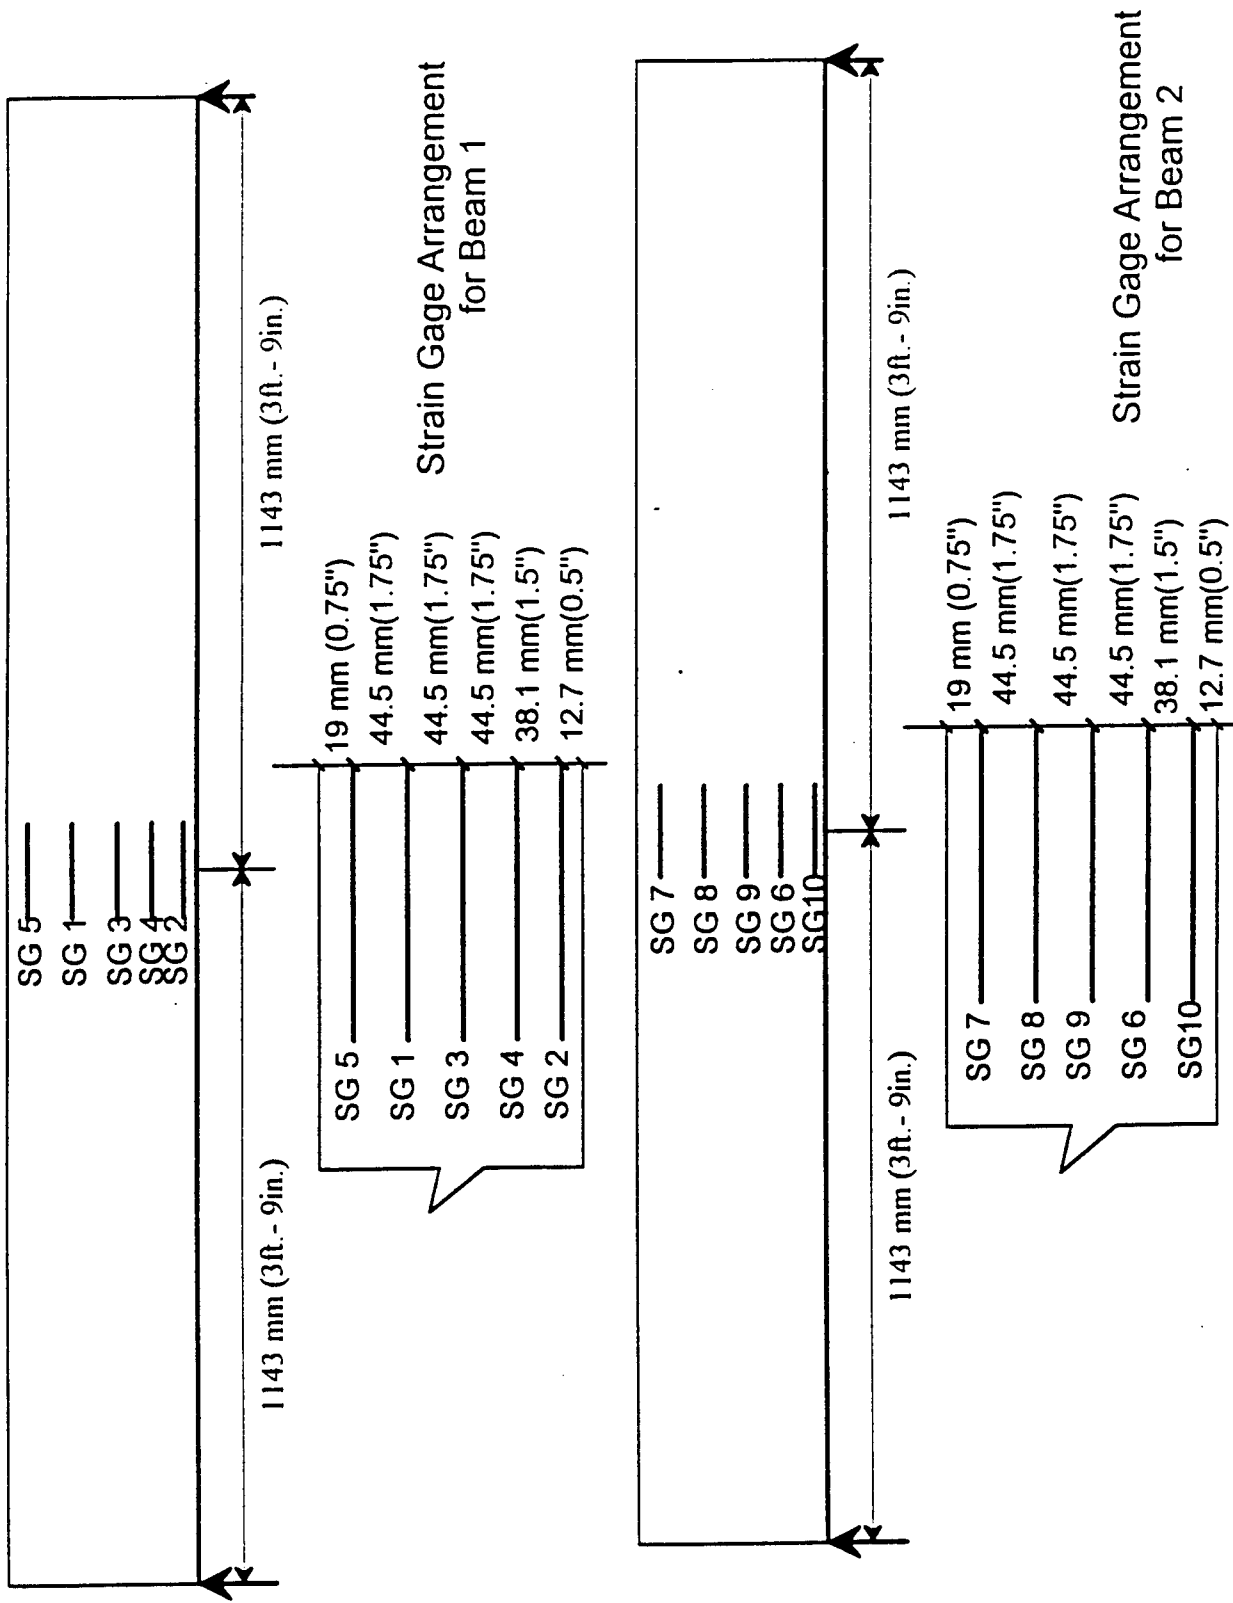 SG 5
SG 1
SG 3
SG 4
SG 2
1143 mm (3ft.- 9in.)
1143 mm (3ft.- 9in.)
SG 5
SG 1
SG 3
SG 4
SG 2
19 mm (0.75")
44.5 mm(1.75")
44.5 mm(1.75")
44.5 mm(1.75")
38.1 mm(1.5")
12.7 mm(0.5")
Strain Gage Arrangement
for Beam 1
SG 7
SG 8
SG 9
SG 6
SG10
1143 mm (3ft.- 9in.)
1143 mm (3ft.- 9in.)
SG 7
SG 8
SG 9
SG 6
SG10
19 mm (0.75")
44.5 mm(1.75")
44.5 mm(1.75")
44.5 mm(1.75")
38.1 mm(1.5")
12.7 mm(0.5")
Strain Gage Arrangement
for Beam 2